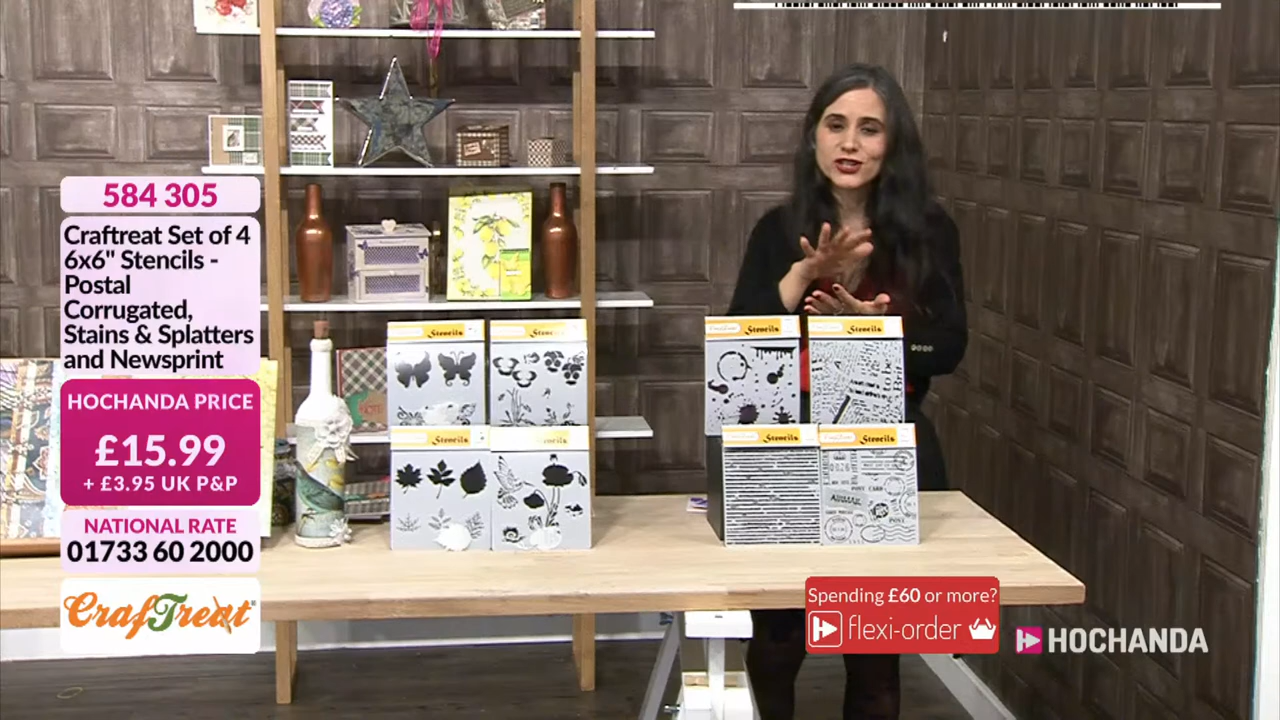 584 305
Craftreat Set of 4
6x6" Stencils -
Postal
Corrugated,
Stains & Splatters
and Newsprint
HOCHANDA PRICE
£15.99
+ £3.95 UK P&P
NATIONAL RATE
01733 60 2000
CrafTreat
Stencils
Stencils
Stencils
Stencils
Stencils
Stencils
Stencils
Stencils
POST CARD
POST
Spending £60 or more?
flexi-order
HOCHANDA